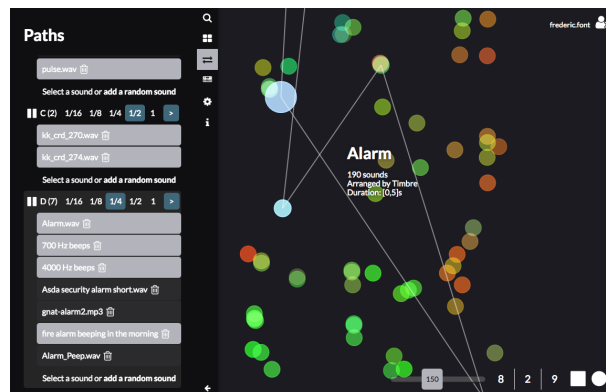 Paths
pulse.wav
Select a sound or add a random sound
C (2) 1/16 1/8 1/4 1/2 1 >
kk_crd_270.wav
kk_crd_274.wav
Select a sound or add a random sound
D (7) 1/16 1/8 1/4 1/2 1 >
Alarm.wav
700 Hz beeps
4000 Hz beeps
Asda security alarm short.wav
gnat-alarm2.mp3
fire alarm beeping in the morning
Alarm_Peep.wav
Select a sound or add a random sound
i
frederic.font
Alarm
190 sounds
Arranged by Timbre
Duration: [0,5]s
150 8 2 9